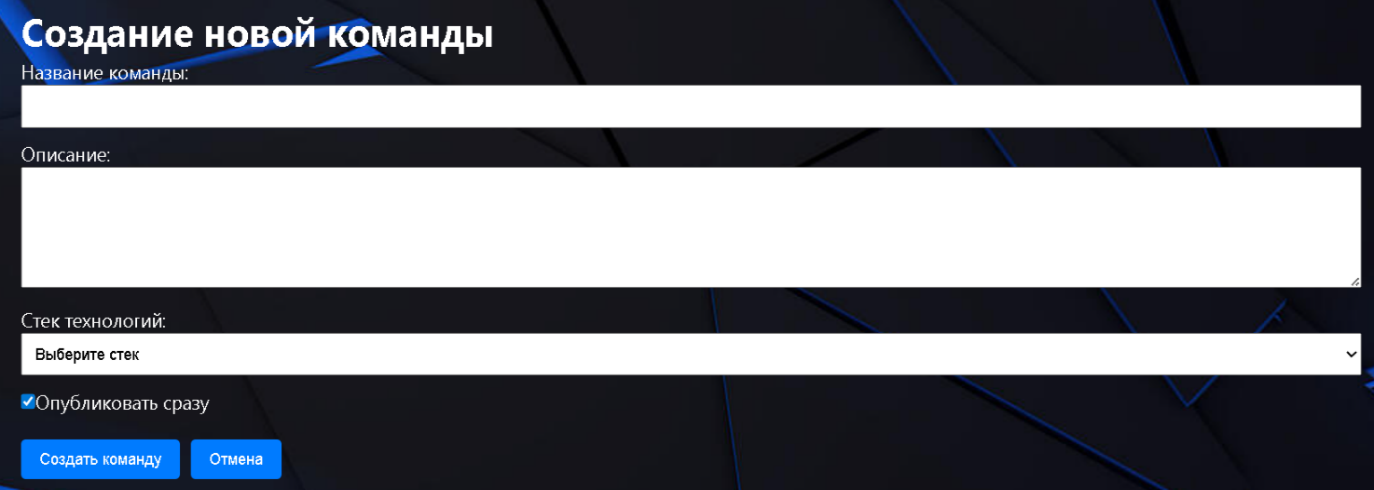 Создание новой команды
Название команды:
Описание:
Стек технологий:
Выберите стек
Опубликовать сразу
Создать команду Отмена